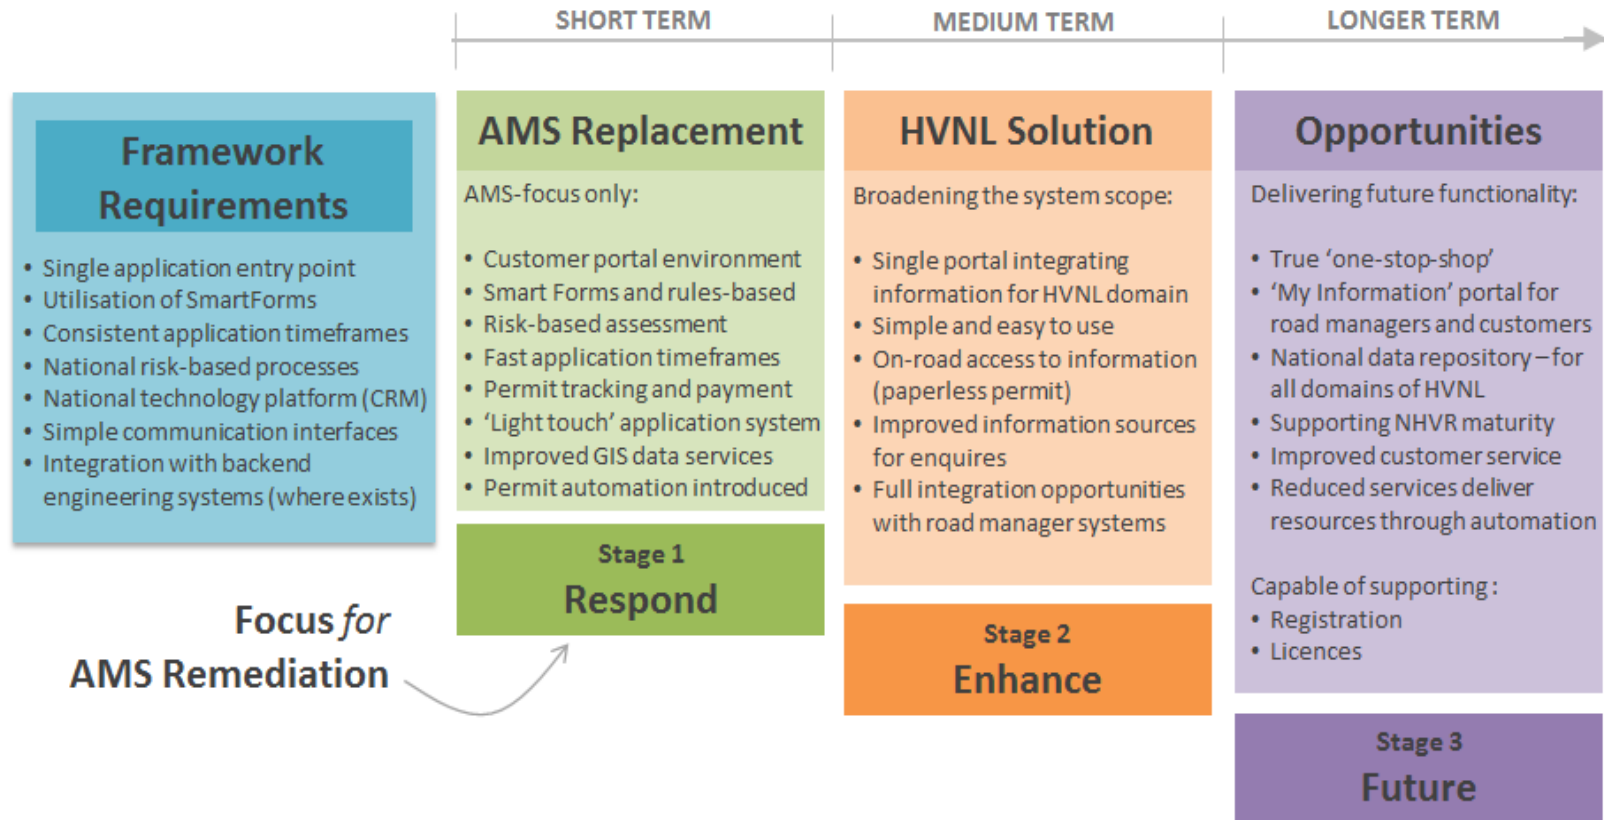 SHORT TERM
MEDIUM TERM
LONGER TERM
Framework
Requirements
• Single application entry point
• Utilisation of SmartForms
• Consistent application timeframes
• National risk-based processes
• National technology platform (CRM)
• Simple communication interfaces
• Integration with backend
engineering systems (where exists)
Focus for
AMS Remediation
AMS Replacement
AMS-focus only:
• Customer portal environment
• Smart Forms and rules-based
• Risk-based assessment
• Fast application timeframes
• Permit tracking and payment
• ‘Light touch’ application system
• Improved GIS data services
• Permit automation introduced
Stage 1
Respond
HVNL Solution
Broadening the system scope:
• Single portal integrating
information for HVNL domain
• Simple and easy to use
• On-road access to information
(paperless permit)
• Improved information sources
for enquires
• Full integration opportunities
with road manager systems
Stage 2
Enhance
Opportunities
Delivering future functionality:
• True ‘one-stop-shop’
• ‘My Information’ portal for
road managers and customers
• National data repository – for
all domains of HVNL
• Supporting NHVR maturity
• Improved customer service
• Reduced services deliver
resources through automation
Capable of supporting :
• Registration
• Licences
Stage 3
Future